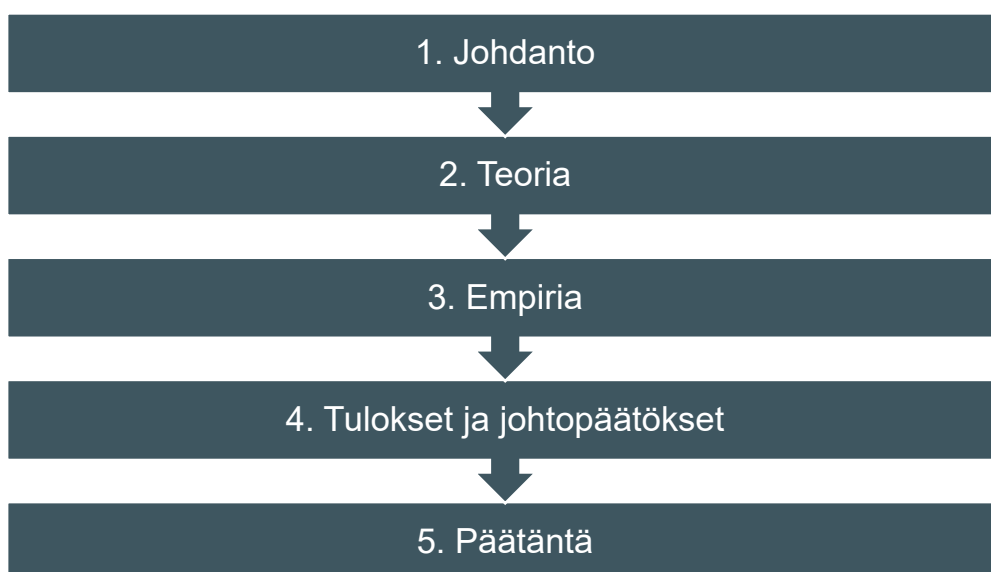 1. Johdanto
2. Teoria
3. Empiria
4. Tulokset ja johtopäätökset
5. Päätäntä